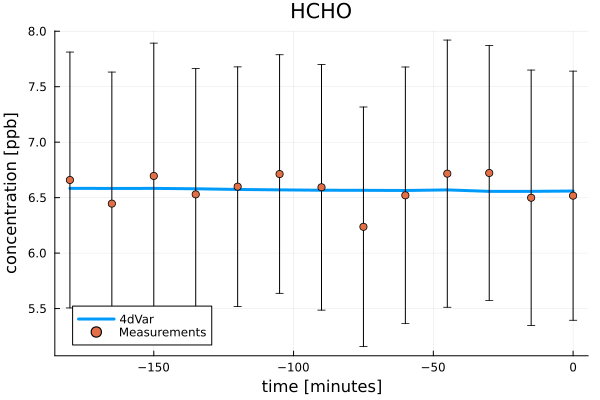 HCHO
concentration [ppb]
8.0
7.5
7.0
6.5
6.0
5.5
4dVar
Measurements
−150
−100
−50
0
time [minutes]